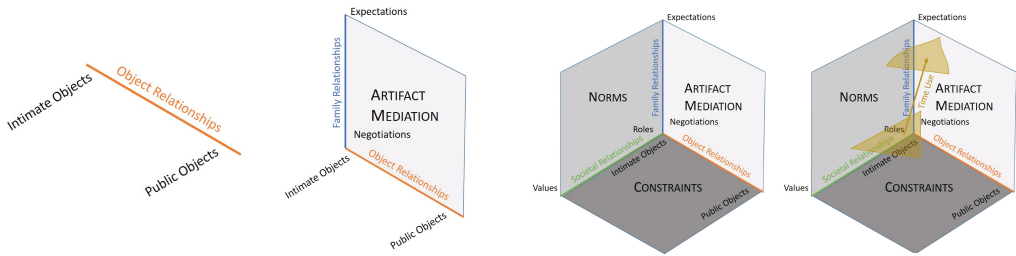 Intimate Objects
Object Relationships
Public Objects
Expectations
Family Relationships
ARTIFACT
MEDIATION
Negotiations
Intimate Objects
Object Relationships
Public Objects
Expectations
Family Relationships
NORMS
ARTIFACT
MEDIATION
Negotiations
Roles
Societal Relationships
Intimate Objects
Object Relationships
Values
CONSTRAINTS
Public Objects
Expectations
Family Relationships
Time Use
NORMS
ARTIFACT
MEDIATION
Negotiations
Roles
Societal Relationships
Intimate Objects
Object Relationships
Values
CONSTRAINTS
Public Objects